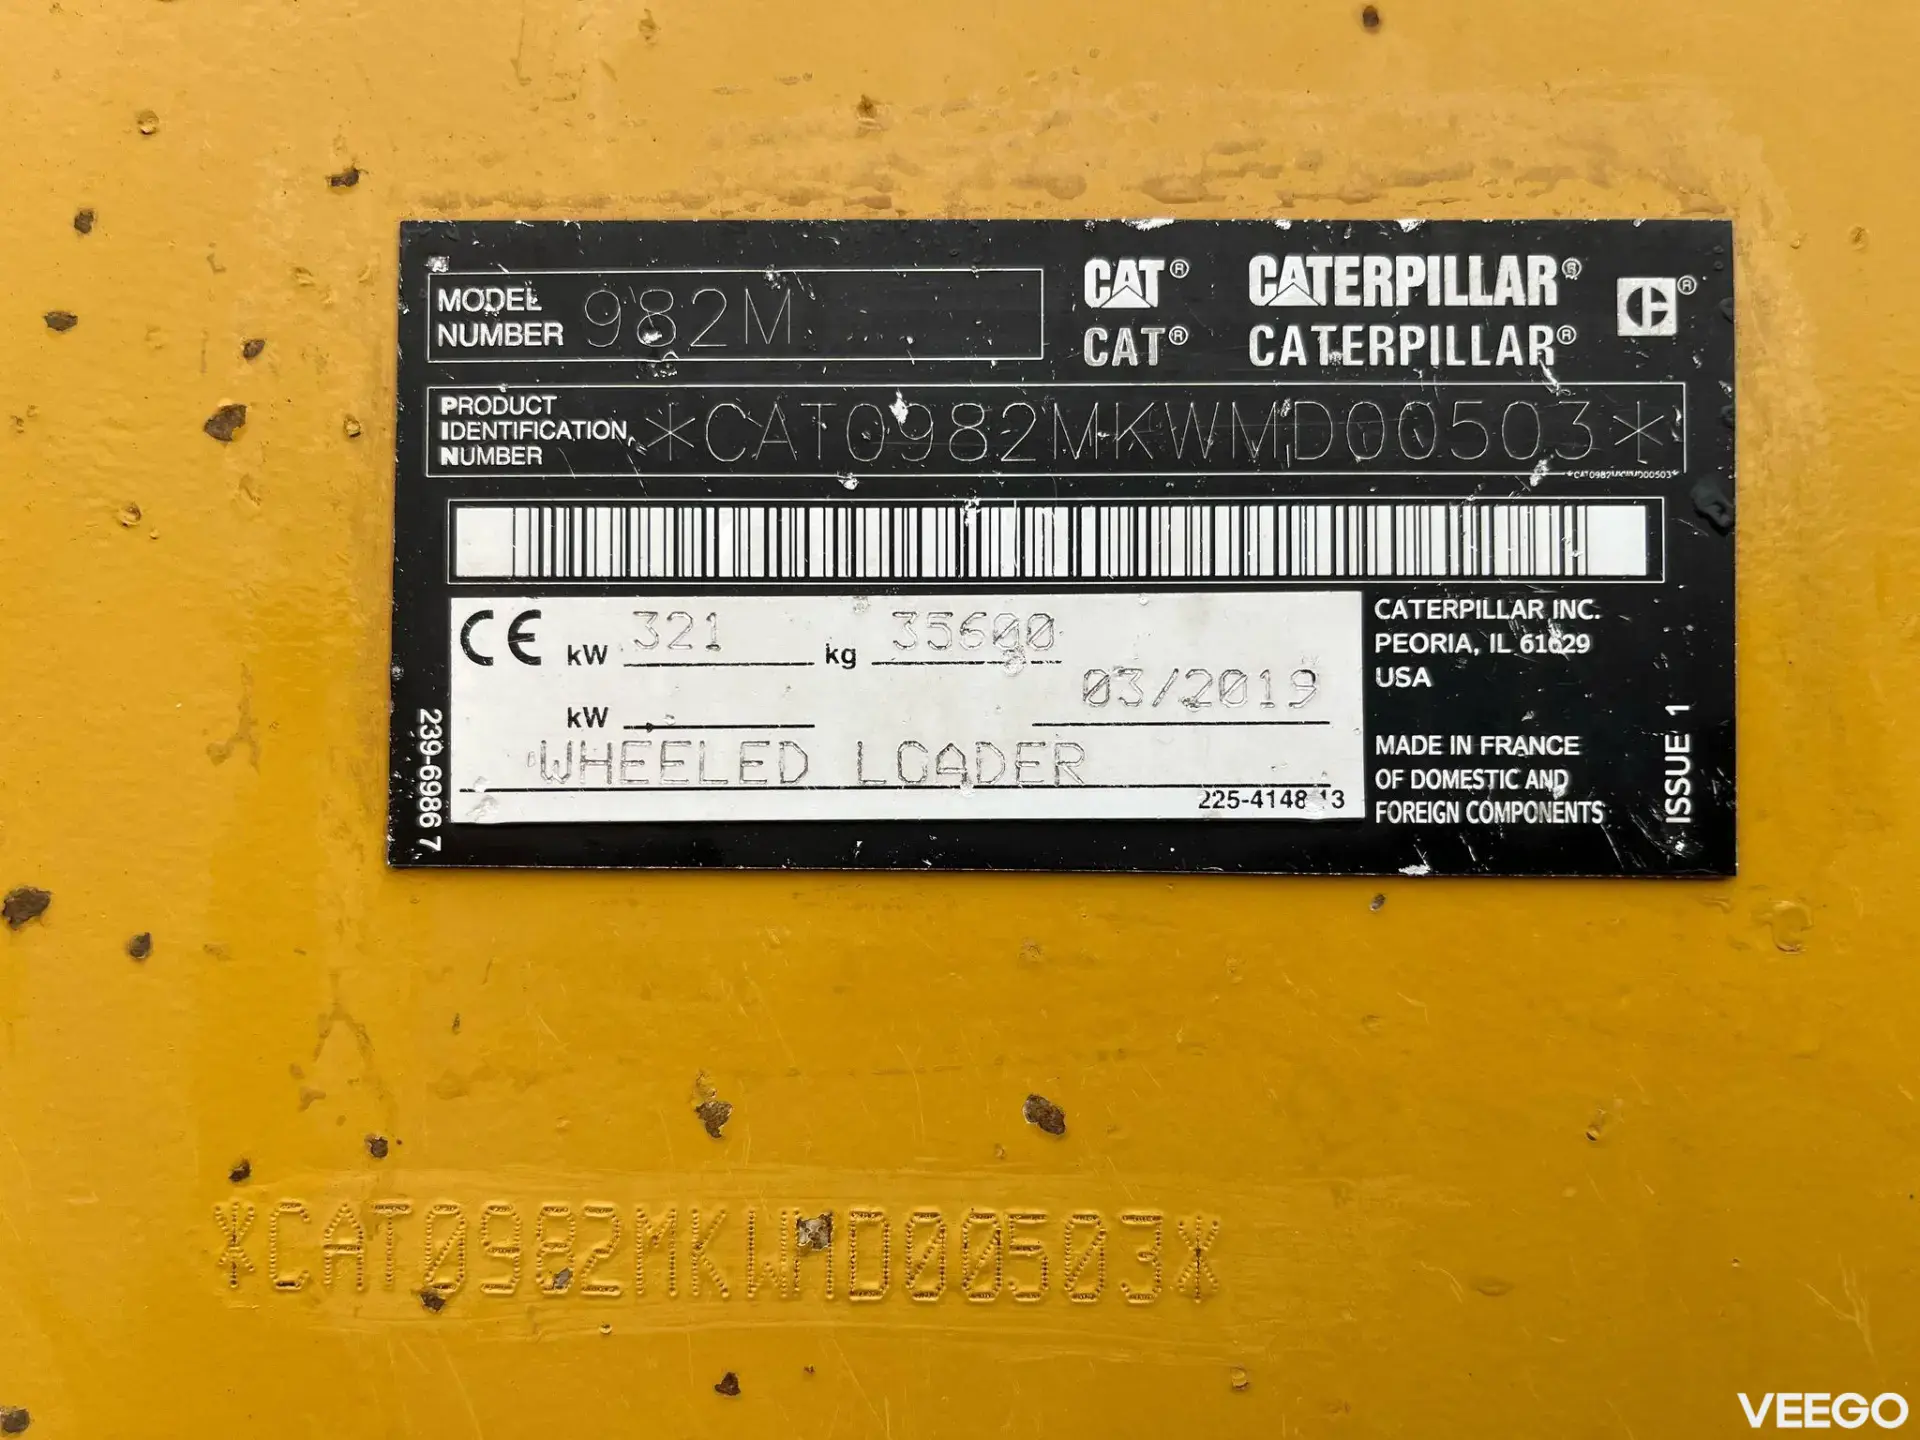 MODEL
NUMBER 982M
CAT® CATERPILLAR®
CAT® CATERPILLAR®
PRODUCT
IDENTIFICATION
NUMBER
*CAT0982MKWMD00503*
*CAT0982MKWMD00503*
CE kW 321 kg 35600
03/2019
kW
WHEELED LOADER
225-4148 13
CATERPILLAR INC.
PEORIA, IL 61629
USA
MADE IN FRANCE
OF DOMESTIC AND
FOREIGN COMPONENTS
239-6986 7
ISSUE 1
*CAT0982MKWMD00503*
VEEGO